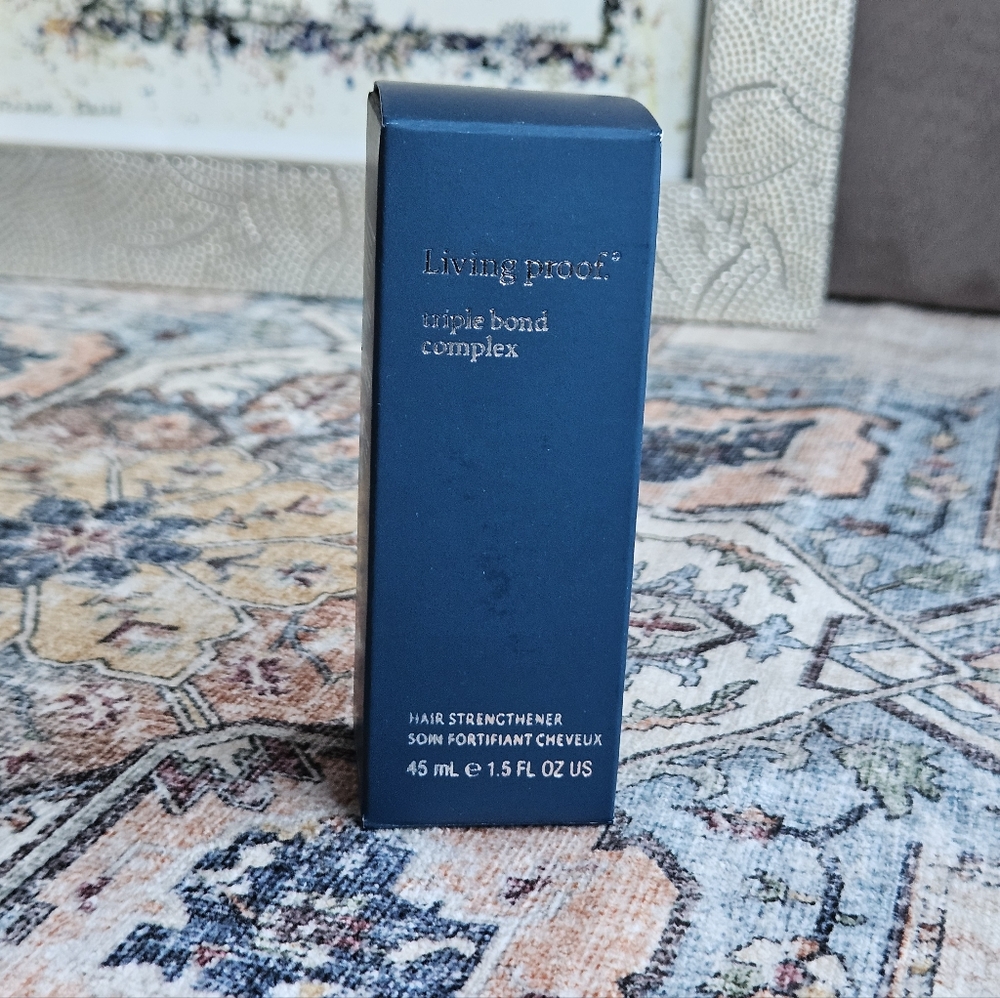 Living proof.®
triple bond
complex
HAIR STRENGTHENER
SOIN FORTIFIANT CHEVEUX
45 mL ℮ 1.5 FL OZ US